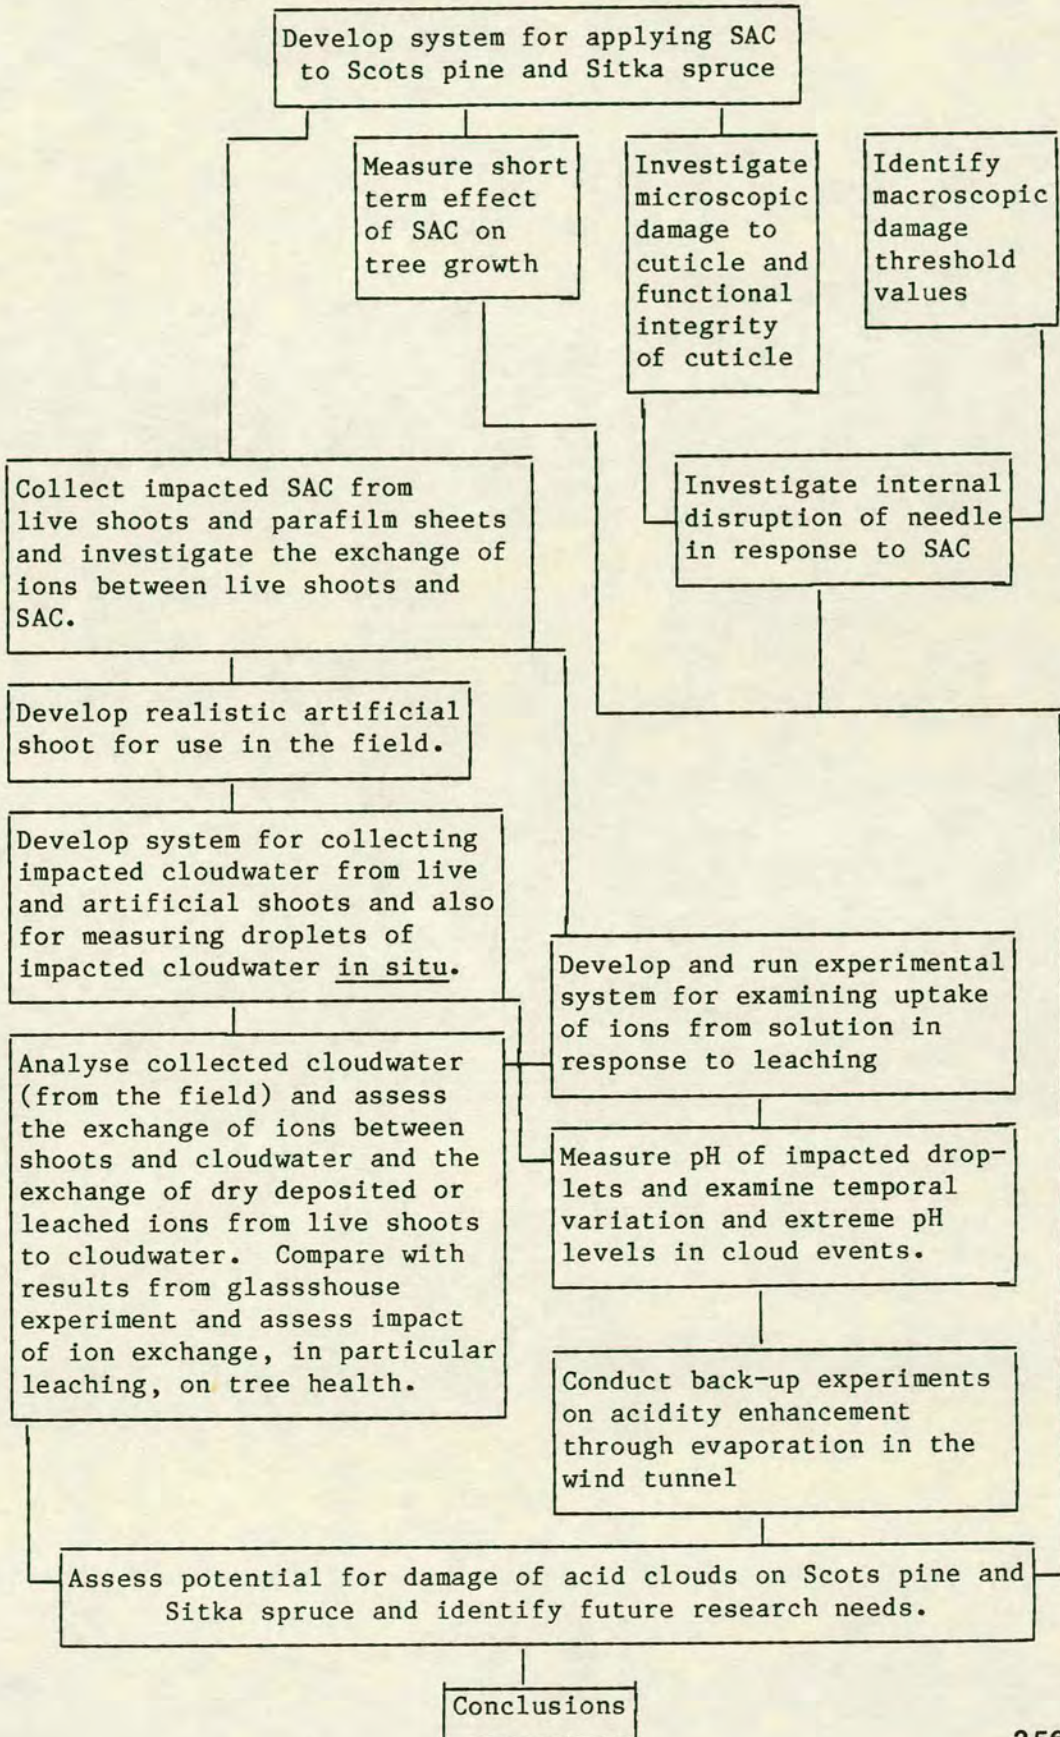 Develop system for applying SAC
to Scots pine and Sitka spruce
Measure short
term effect
of SAC on
tree growth
Investigate
microscopic
damage to
cuticle and
functional
integrity
of cuticle
Identify
macroscopic
damage
threshold
values
Collect impacted SAC from
live shoots and parafilm sheets
and investigate the exchange of
ions between live shoots and
SAC.
Investigate internal
disruption of needle
in response to SAC
Develop realistic artificial
shoot for use in the field.
Develop system for collecting
impacted cloudwater from live
and artificial shoots and also
for measuring droplets of
impacted cloudwater in situ.
Develop and run experimental
system for examining uptake
of ions from solution in
response to leaching
Analyse collected cloudwater
(from the field) and assess
the exchange of ions between
shoots and cloudwater and the
exchange of dry deposited or
leached ions from live shoots
to cloudwater. Compare with
results from glassshouse
experiment and assess impact
of ion exchange, in particular
leaching, on tree health.
Measure pH of impacted drop-
lets and examine temporal
variation and extreme pH
levels in cloud events.
Conduct back-up experiments
on acidity enhancement
through evaporation in the
wind tunnel
Assess potential for damage of acid clouds on Scots pine and
Sitka spruce and identify future research needs.
Conclusions